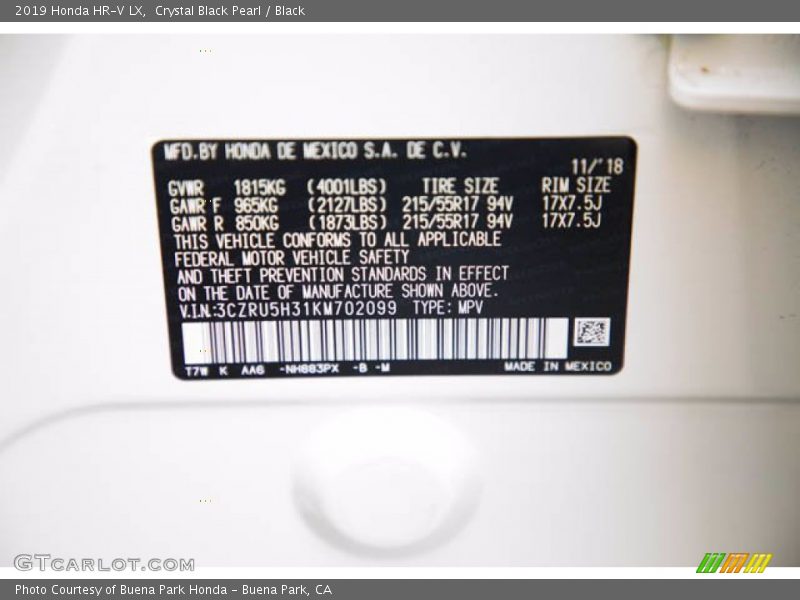 2019 Honda HR-V LX, Crystal Black Pearl / Black
MFD.BY HONDA DE MEXICO S.A. DE C.V.
11/'18
GVWR 1815KG (4001LBS) TIRE SIZE RIM SIZE
GAWR F 965KG (2127LBS) 215/55R17 94V 17X7.5J
GAWR R 850KG (1873LBS) 215/55R17 94V 17X7.5J
THIS VEHICLE CONFORMS TO ALL APPLICABLE
FEDERAL MOTOR VEHICLE SAFETY
AND THEFT PREVENTION STANDARDS IN EFFECT
ON THE DATE OF MANUFACTURE SHOWN ABOVE.
V.I.N:3CZRU5H31KM702099 TYPE: MPV
T7W K AA6 -NH883PX -B -M MADE IN MEXICO
GTCARLOT.COM
Photo Courtesy of Buena Park Honda - Buena Park, CA